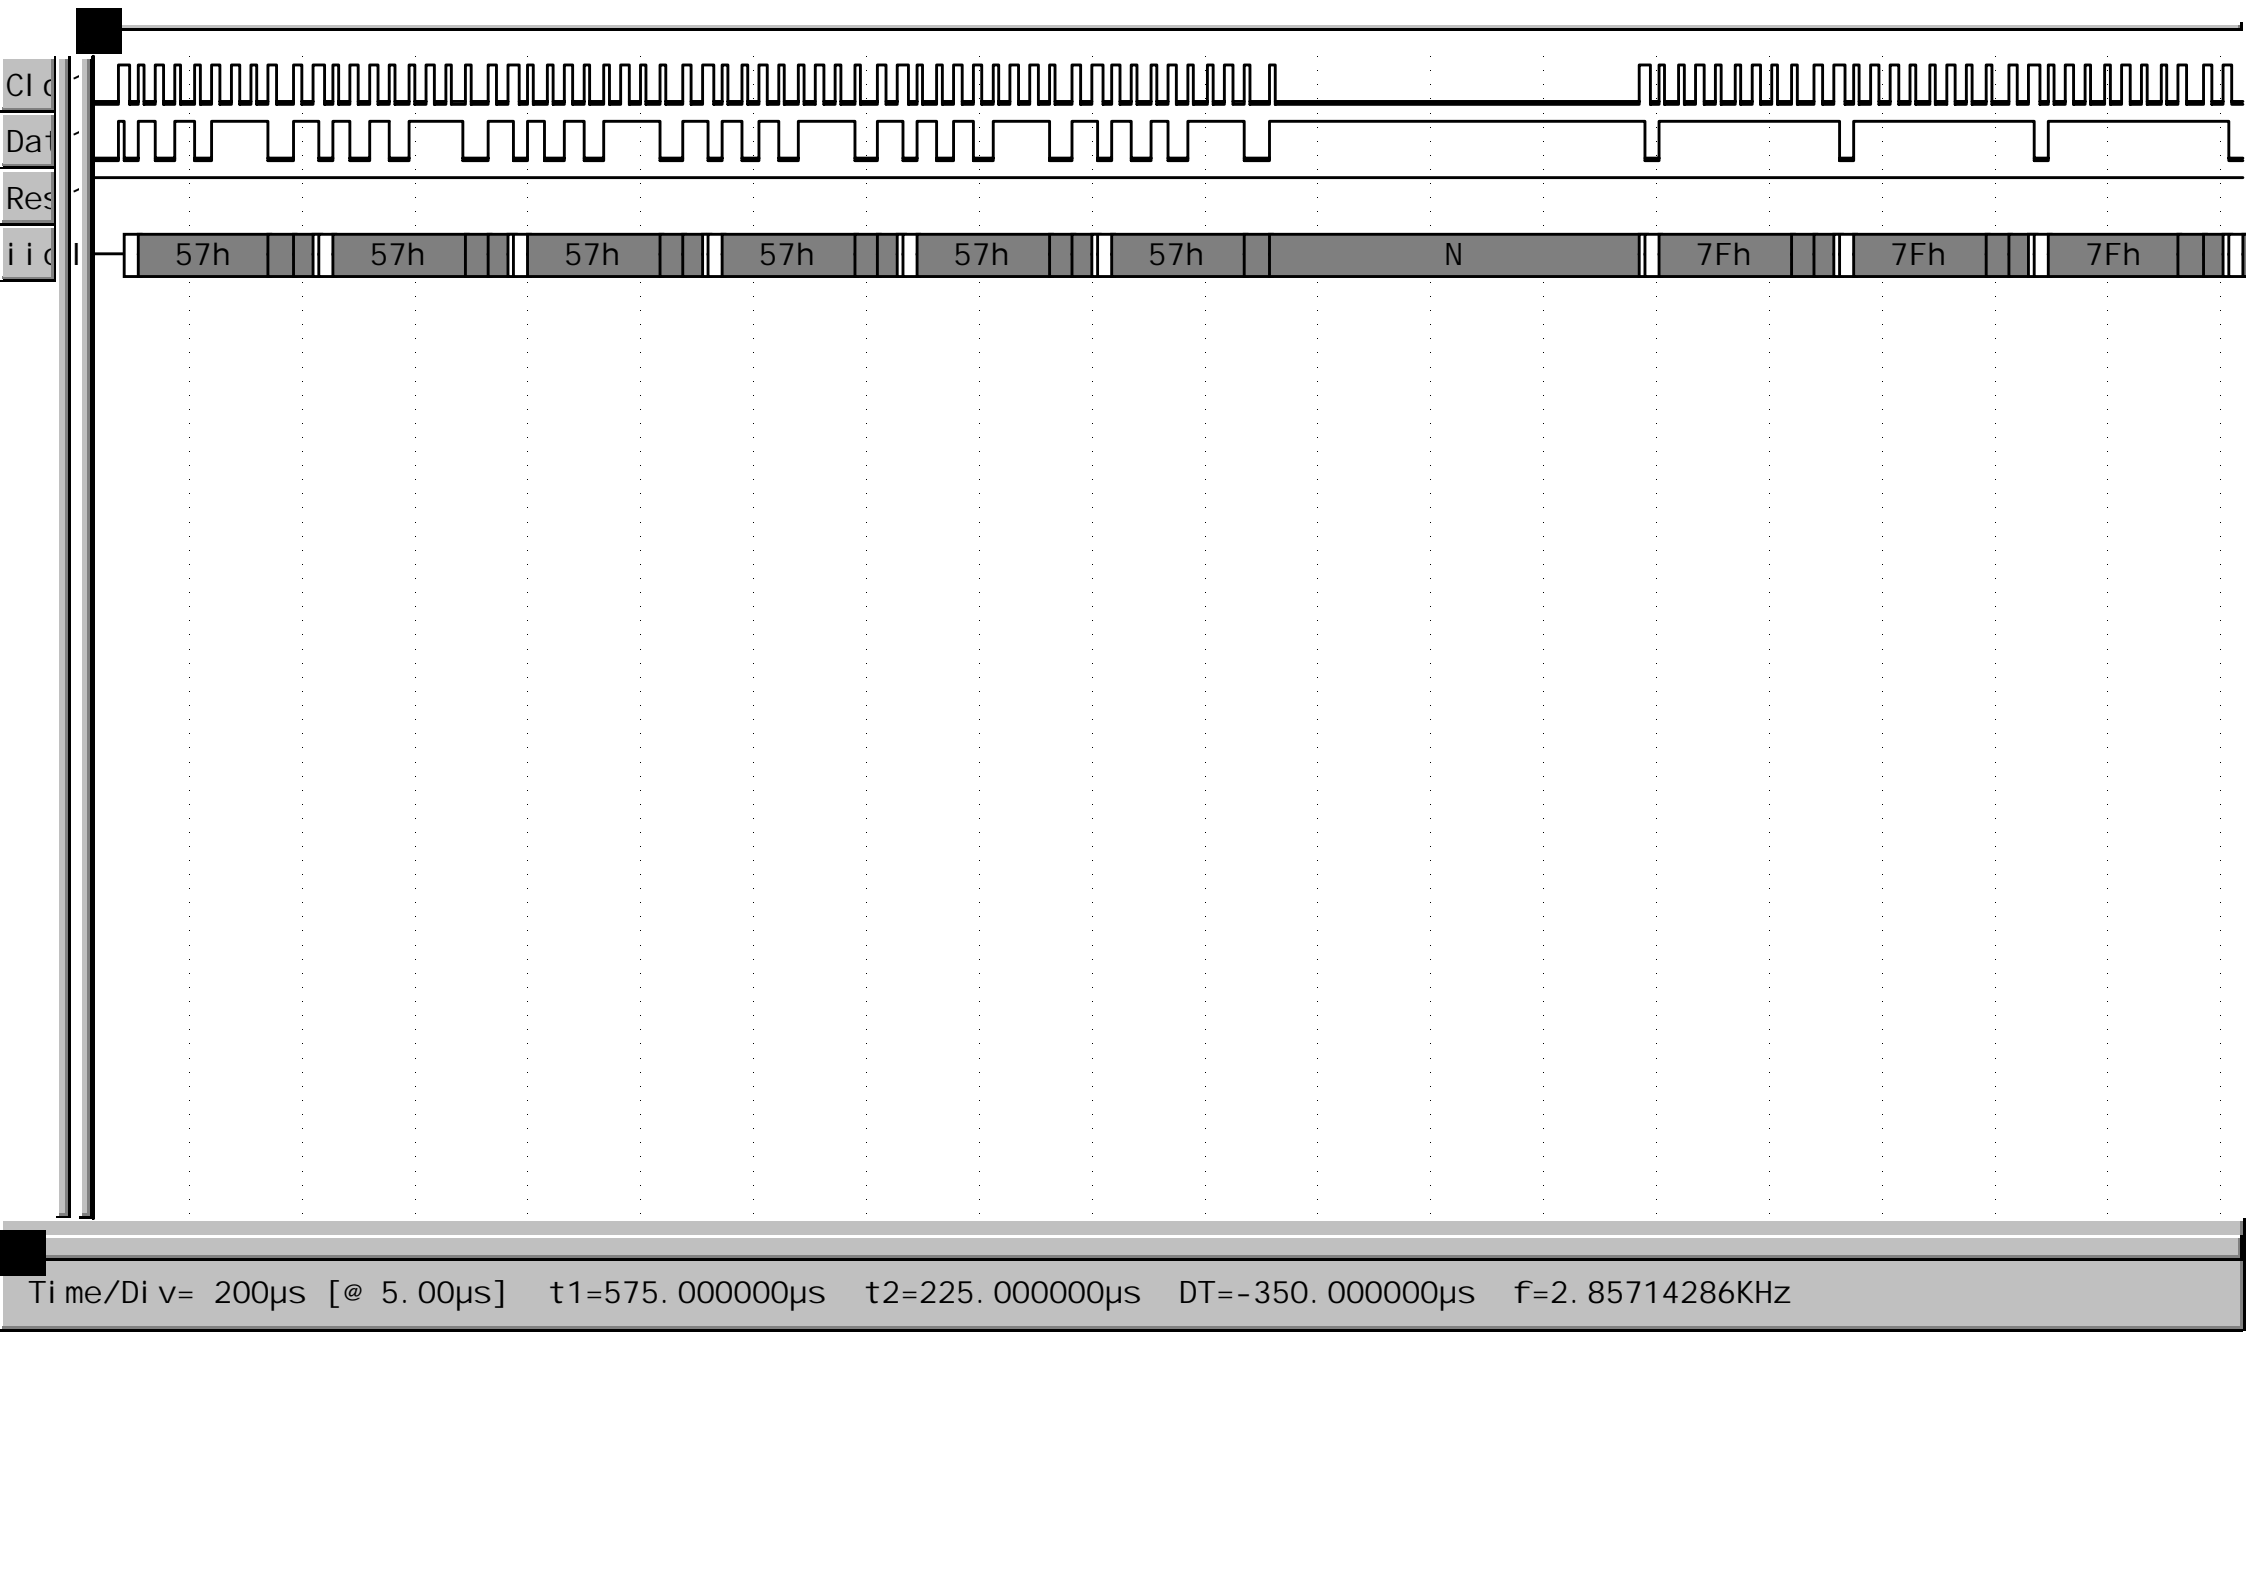 Clo
Dat
Res
iic I 57h 57h 57h 57h 57h 57h N 7Fh 7Fh 7Fh
Time/Div= 200µs [@ 5.00µs] t1=575.000000µs t2=225.000000µs DT=-350.000000µs f=2.85714286KHz